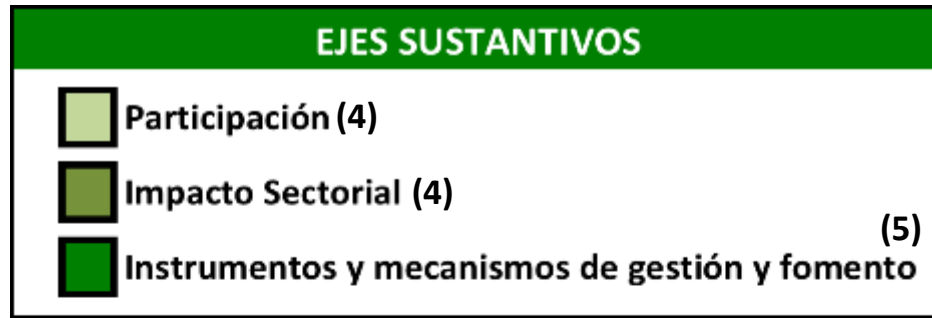 EJES SUSTANTIVOS
Participación (4)
Impacto Sectorial (4)
(5)
Instrumentos y mecanismos de gestión y fomento